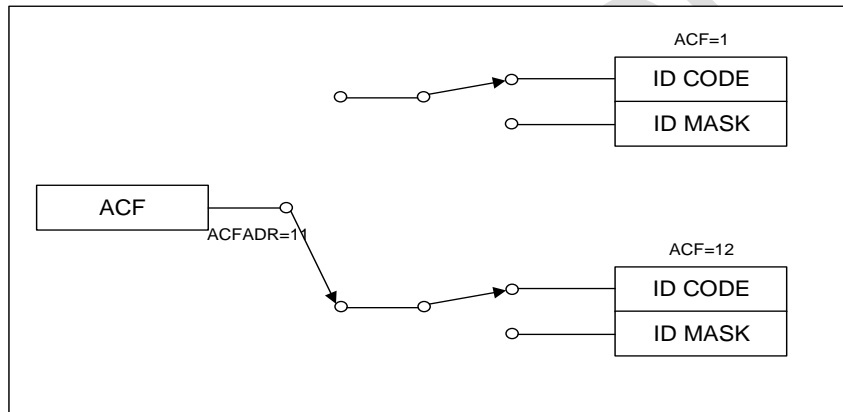 ACF=1
ID CODE
ID MASK
ACF
ACFADR=11
ACF=12
ID CODE
ID MASK